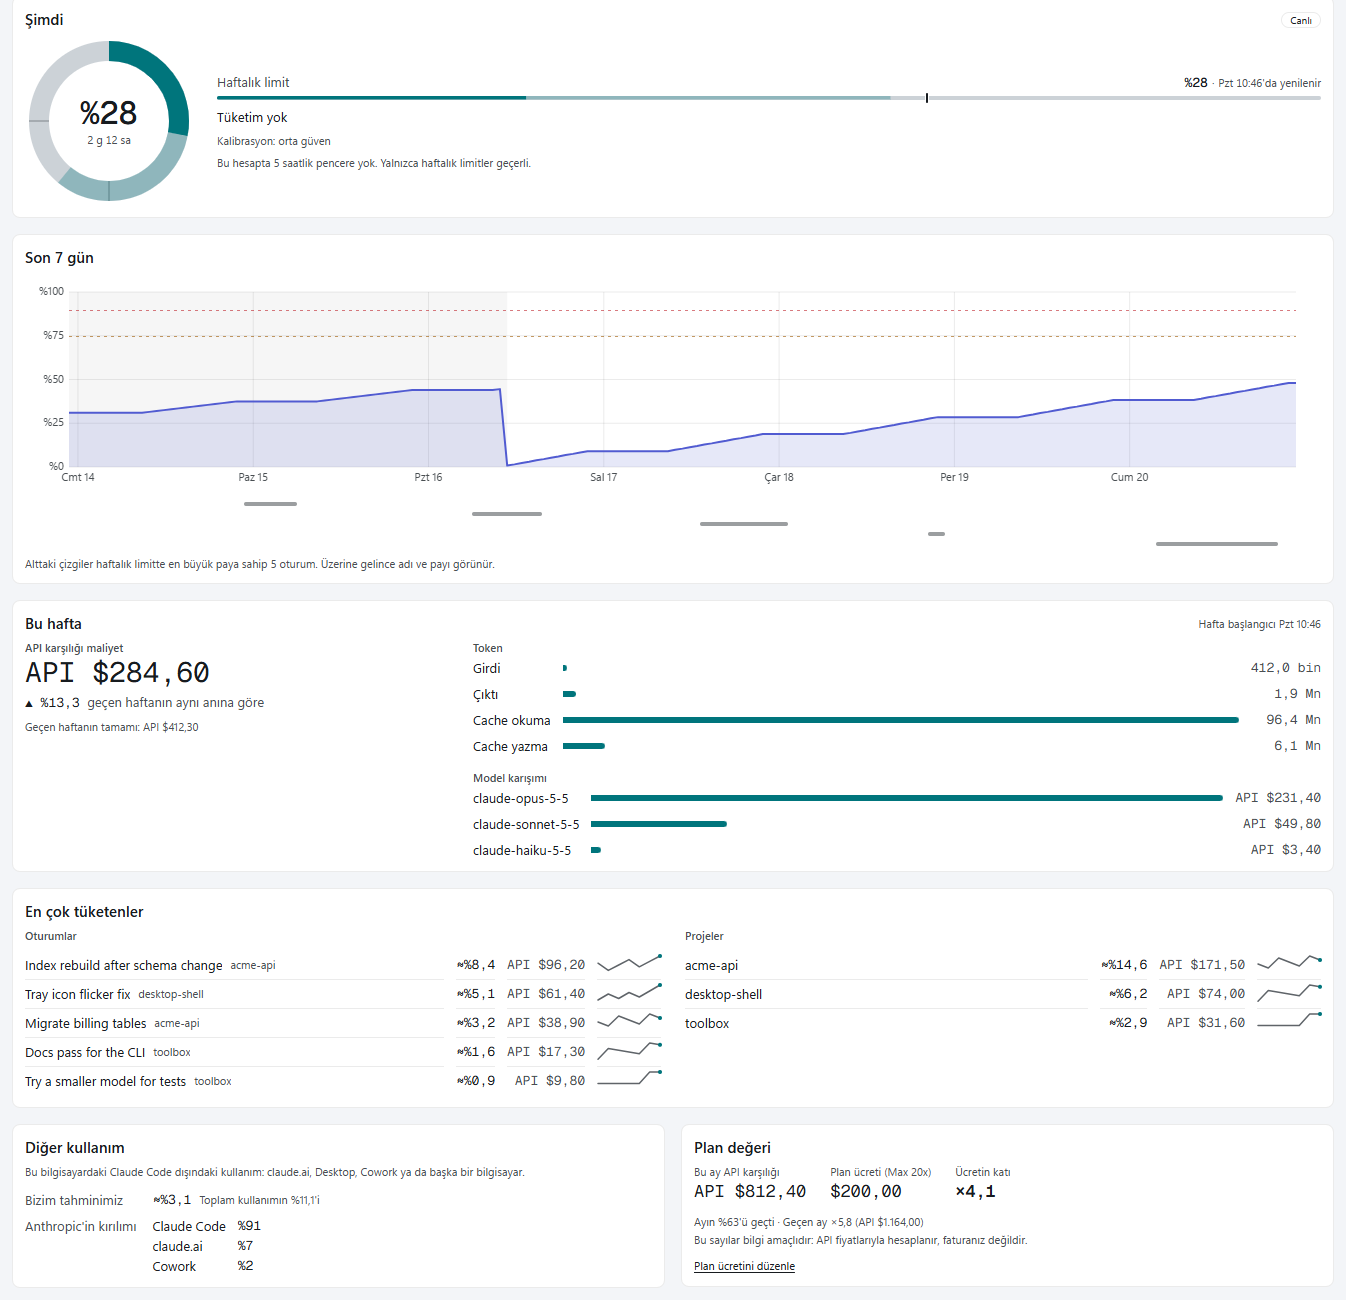 Şimdi
Canlı
%28
2 g 12 sa
Haftalık limit
%28 · Pzt 10:46'da yenilenir
Tüketim yok
Kalibrasyon: orta güven
Bu hesapta 5 saatlik pencere yok. Yalnızca haftalık limitler geçerli.
Son 7 gün
%100
%75
%50
%25
%0
Cmt 14
Paz 15
Pzt 16
Sal 17
Çar 18
Per 19
Cum 20
Alttaki çizgiler haftalık limitte en büyük paya sahip 5 oturum. Üzerine gelince adı ve payı görünür.
Bu hafta
Hafta başlangıcı Pzt 10:46
API karşılığı maliyet
API $284,60
▲ %13,3 geçen haftanın aynı anına göre
Geçen haftanın tamamı: API $412,30
Token
Girdi 412,0 bin
Çıktı 1,9 Mn
Cache okuma 96,4 Mn
Cache yazma 6,1 Mn
Model karışımı
claude-opus-5-5 API $231,40
claude-sonnet-5-5 API $49,80
claude-haiku-5-5 API $3,40
En çok tüketenler
Oturumlar
Index rebuild after schema change acme-api ≈%8,4 API $96,20
Tray icon flicker fix desktop-shell ≈%5,1 API $61,40
Migrate billing tables acme-api ≈%3,2 API $38,90
Docs pass for the CLI toolbox ≈%1,6 API $17,30
Try a smaller model for tests toolbox ≈%0,9 API $9,80
Projeler
acme-api ≈%14,6 API $171,50
desktop-shell ≈%6,2 API $74,00
toolbox ≈%2,9 API $31,60
Diğer kullanım
Bu bilgisayardaki Claude Code dışındaki kullanım: claude.ai, Desktop, Cowork ya da başka bir bilgisayar.
Bizim tahminimiz ≈%3,1 Toplam kullanımın %11,1'i
Anthropic'in kırılımı Claude Code %91
claude.ai %7
Cowork %2
Plan değeri
Bu ay API karşılığı Plan ücreti (Max 20x) Ücretin katı
API $812,40 $200,00 ×4,1
Ayın %63'ü geçti · Geçen ay ×5,8 (API $1.164,00)
Bu sayılar bilgi amaçlıdır: API fiyatlarıyla hesaplanır, faturanız değildir.
Plan ücretini düzenle